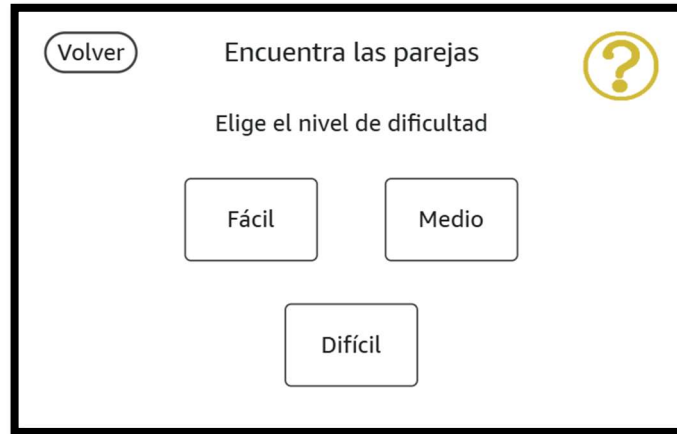 Volver
Encuentra las parejas
?
Elige el nivel de dificultad
Fácil
Medio
Difícil